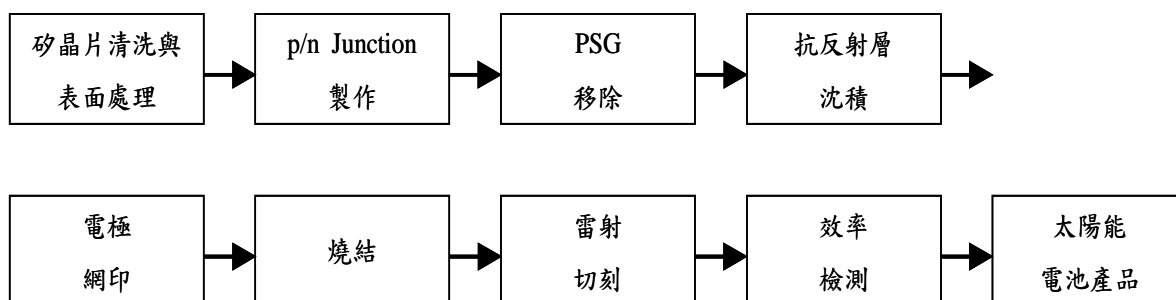 矽晶片清洗與
表面處理
p/n Junction
製作
PSG
移除
抗反射層
沈積
電極
網印
燒結
雷射
切刻
效率
檢測
太陽能
電池產品